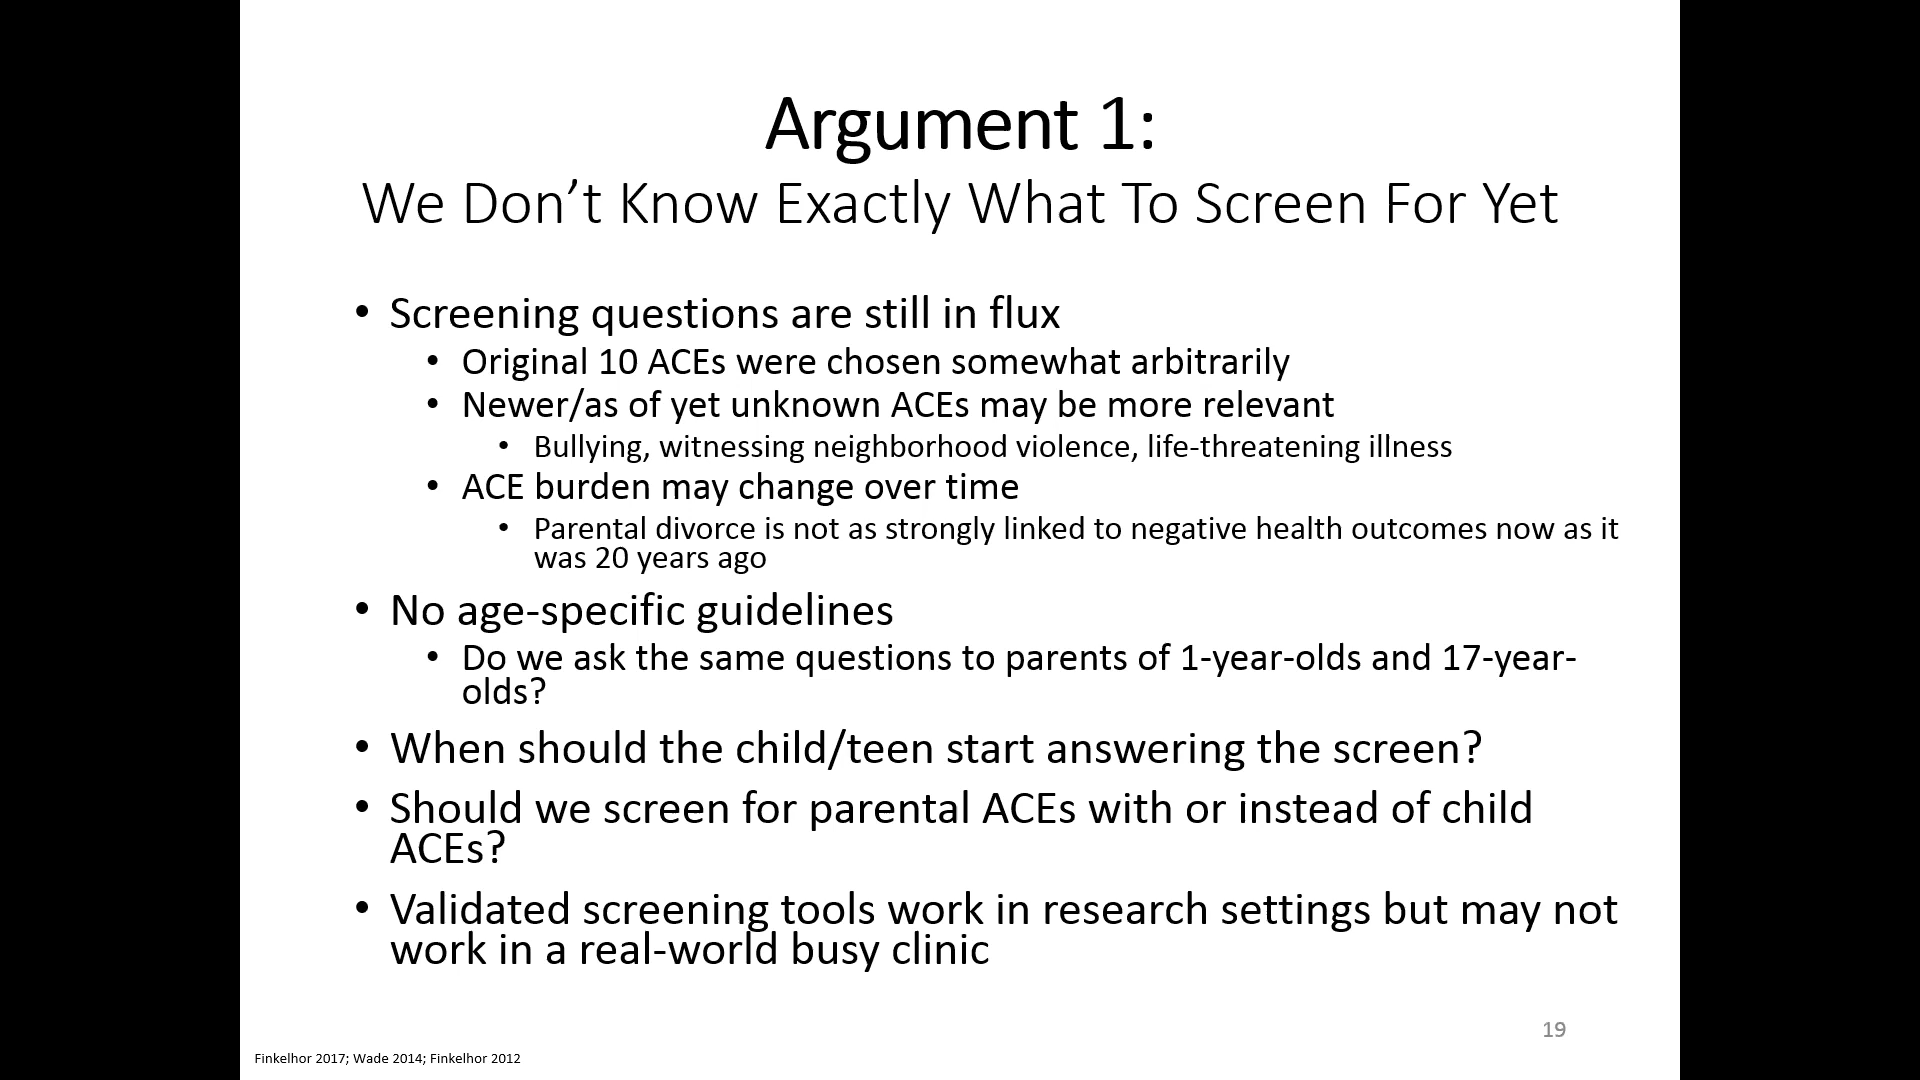 Argument 1:
We Don’t Know Exactly What To Screen For Yet
• Screening questions are still in flux
• Original 10 ACEs were chosen somewhat arbitrarily
• Newer/as of yet unknown ACEs may be more relevant
• Bullying, witnessing neighborhood violence, life-threatening illness
• ACE burden may change over time
• Parental divorce is not as strongly linked to negative health outcomes now as it
was 20 years ago
• No age-specific guidelines
• Do we ask the same questions to parents of 1-year-olds and 17-year-
olds?
• When should the child/teen start answering the screen?
• Should we screen for parental ACEs with or instead of child
ACEs?
• Validated screening tools work in research settings but may not
work in a real-world busy clinic
19
Finkelhor 2017; Wade 2014; Finkelhor 2012